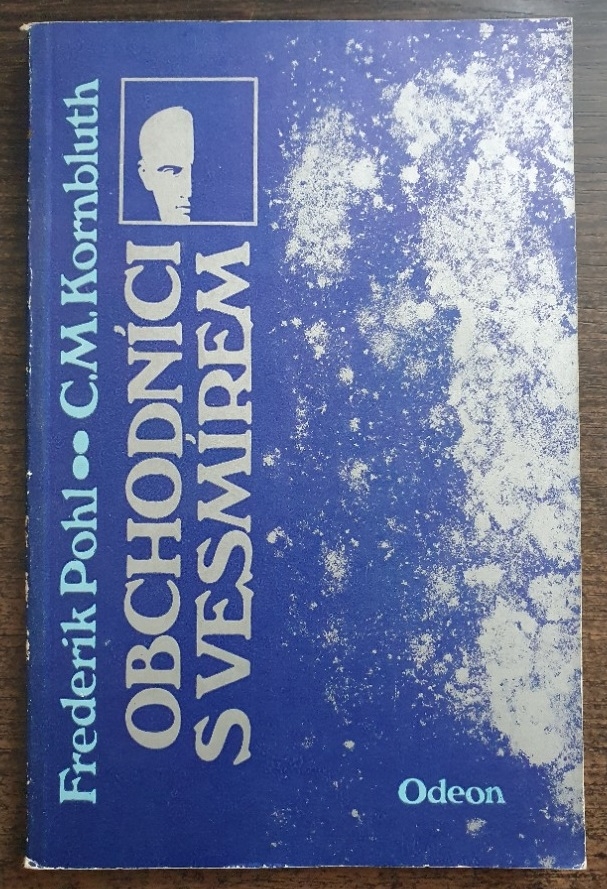 Frederik Pohl •• C.M. Kornbluth
OBCHODNÍCI
S VESMÍREM
Odeon